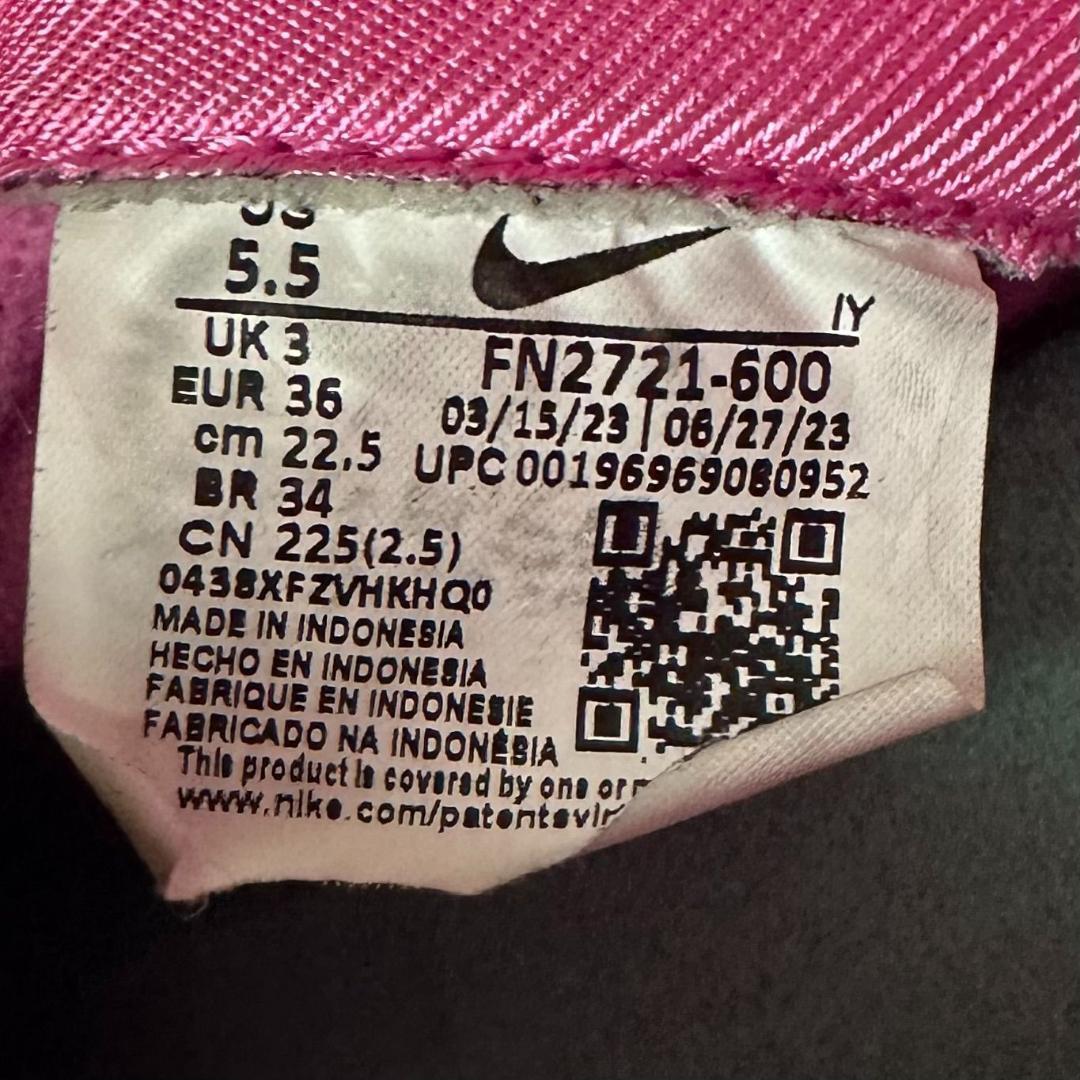 US
5.5
IY
UK 3
FN2721-600
EUR 36
03/15/23 | 06/27/23
cm 22.5
UPC 00196969080952
BR 34
CN 225(2.5)
0438XFZVHKHQ0
MADE IN INDONESIA
HECHO EN INDONESIA
FABRIQUE EN INDONESIE
FABRICADO NA INDONÉSIA
This product is covered by one or
www.nike.com/patents